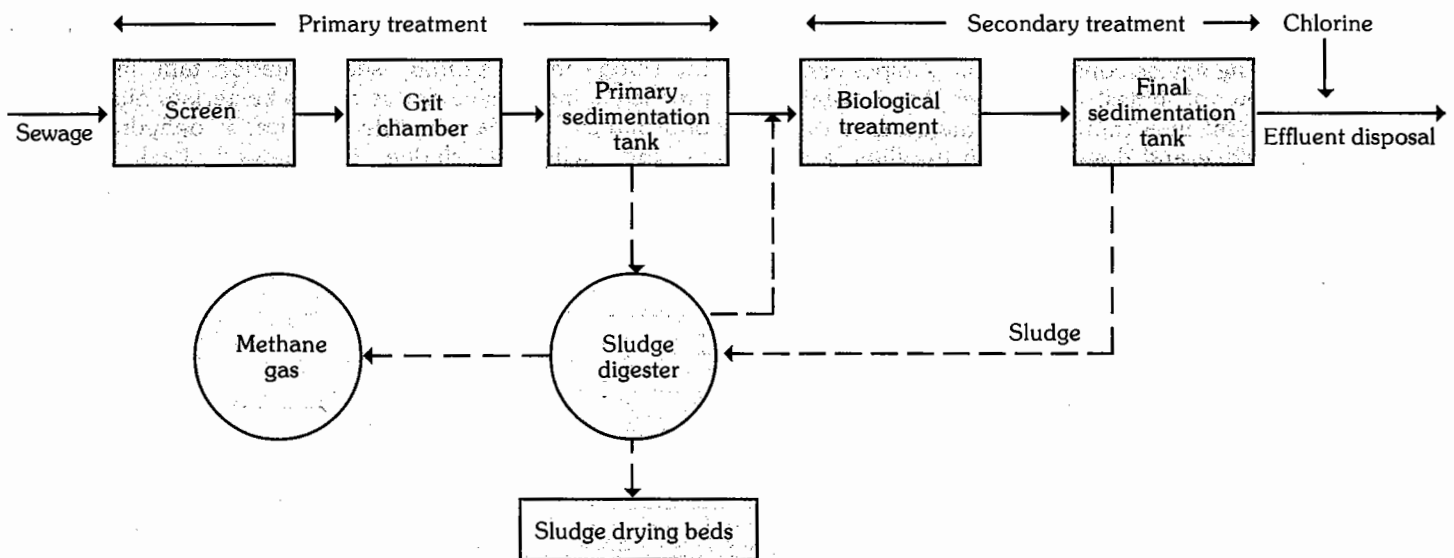 Primary treatment
Secondary treatment
Chlorine
Sewage
Screen
Grit
chamber
Primary
sedimentation
tank
Biological
treatment
Final
sedimentation
tank
Effluent disposal
Methane
gas
Sludge
digester
Sludge
Sludge drying beds